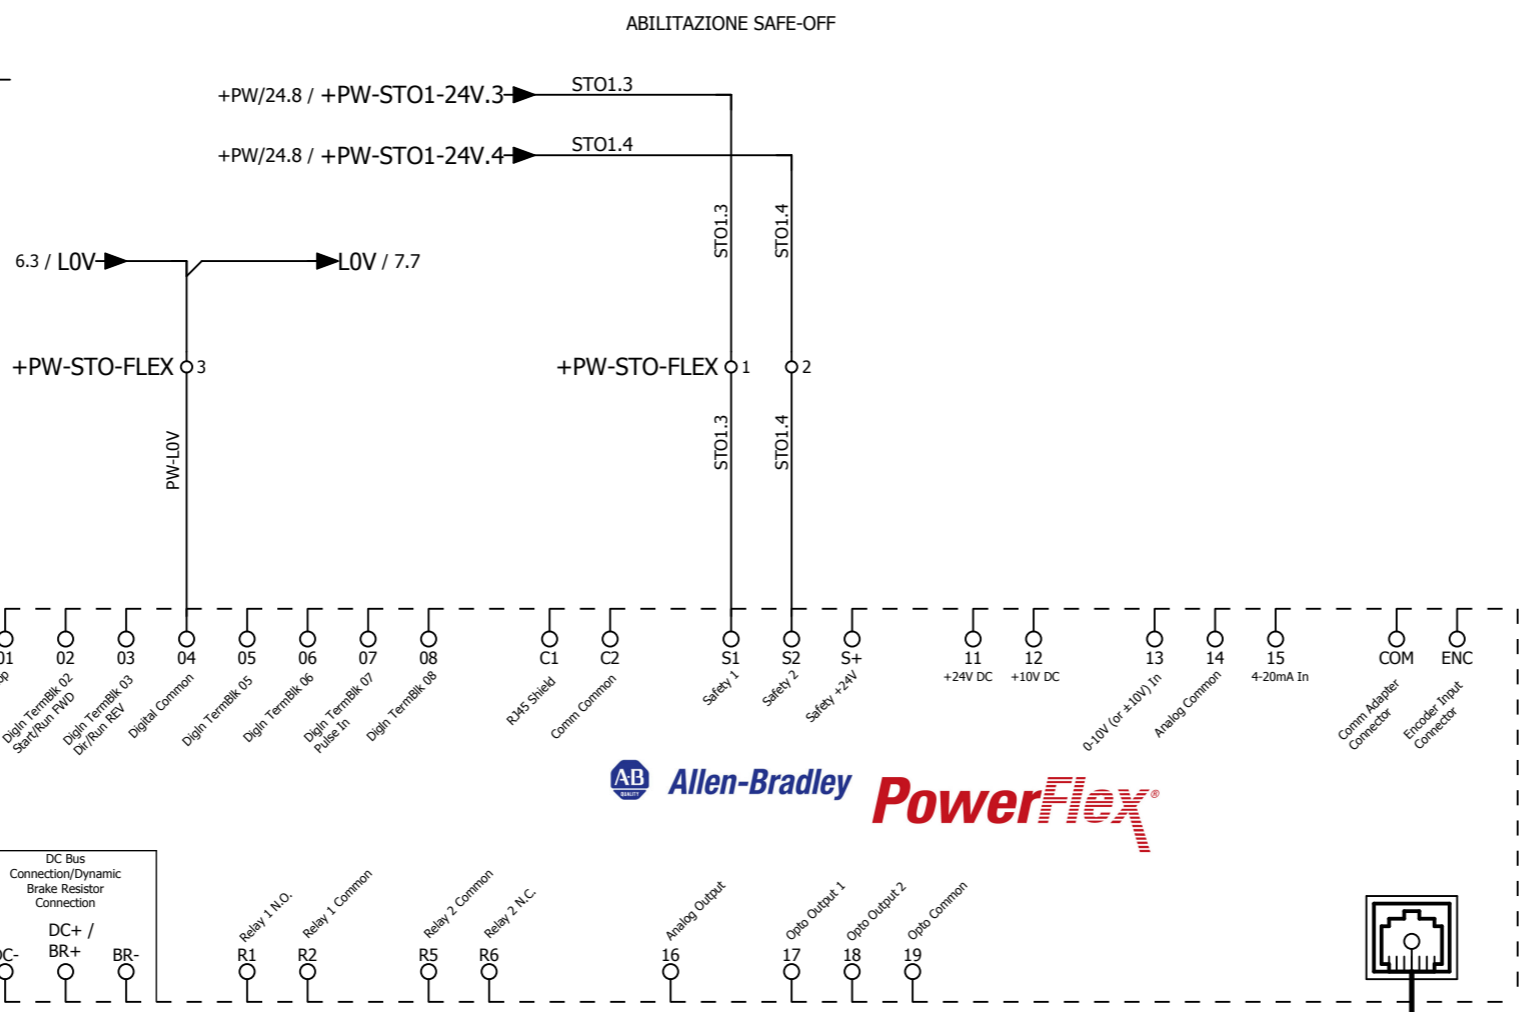 ABILITAZIONE SAFE-OFF
+PW/24.8 / +PW-STO1-24V.3
STO1.3
+PW/24.8 / +PW-STO1-24V.4
STO1.4
STO1.3
STO1.4
6.3 / L0V
L0V / 7.7
+PW-STO-FLEX
3
+PW-STO-FLEX
1
2
PW-L0V
STO1.3
STO1.4
01
02
03
04
05
06
07
08
C1
C2
S1
S2
S+
11
12
13
14
15
COM
ENC
DigIn TermBlk 02
Start/Run FWD
DigIn TermBlk 03
Dir/Run REV
Digital Common
DigIn TermBlk 05
DigIn TermBlk 06
DigIn TermBlk 07
Pulse In
DigIn TermBlk 08
RJ45 Shield
Comm Common
Safety 1
Safety 2
Safety +24V
+24V DC
+10V DC
0-10V (or ±10V) In
Analog Common
4-20mA In
Comm Adapter
Connector
Encoder Input
Connector
AB
QUALITY
Allen-Bradley
PowerFlex®
DC Bus
Connection/Dynamic
Brake Resistor
Connection
DC-
DC+ /
BR+
BR-
Relay 1 N.O.
Relay 1 Common
Relay 2 Common
Relay 2 N.C.
Analog Output
Opto Output 1
Opto Output 2
Opto Common
R1
R2
R5
R6
16
17
18
19